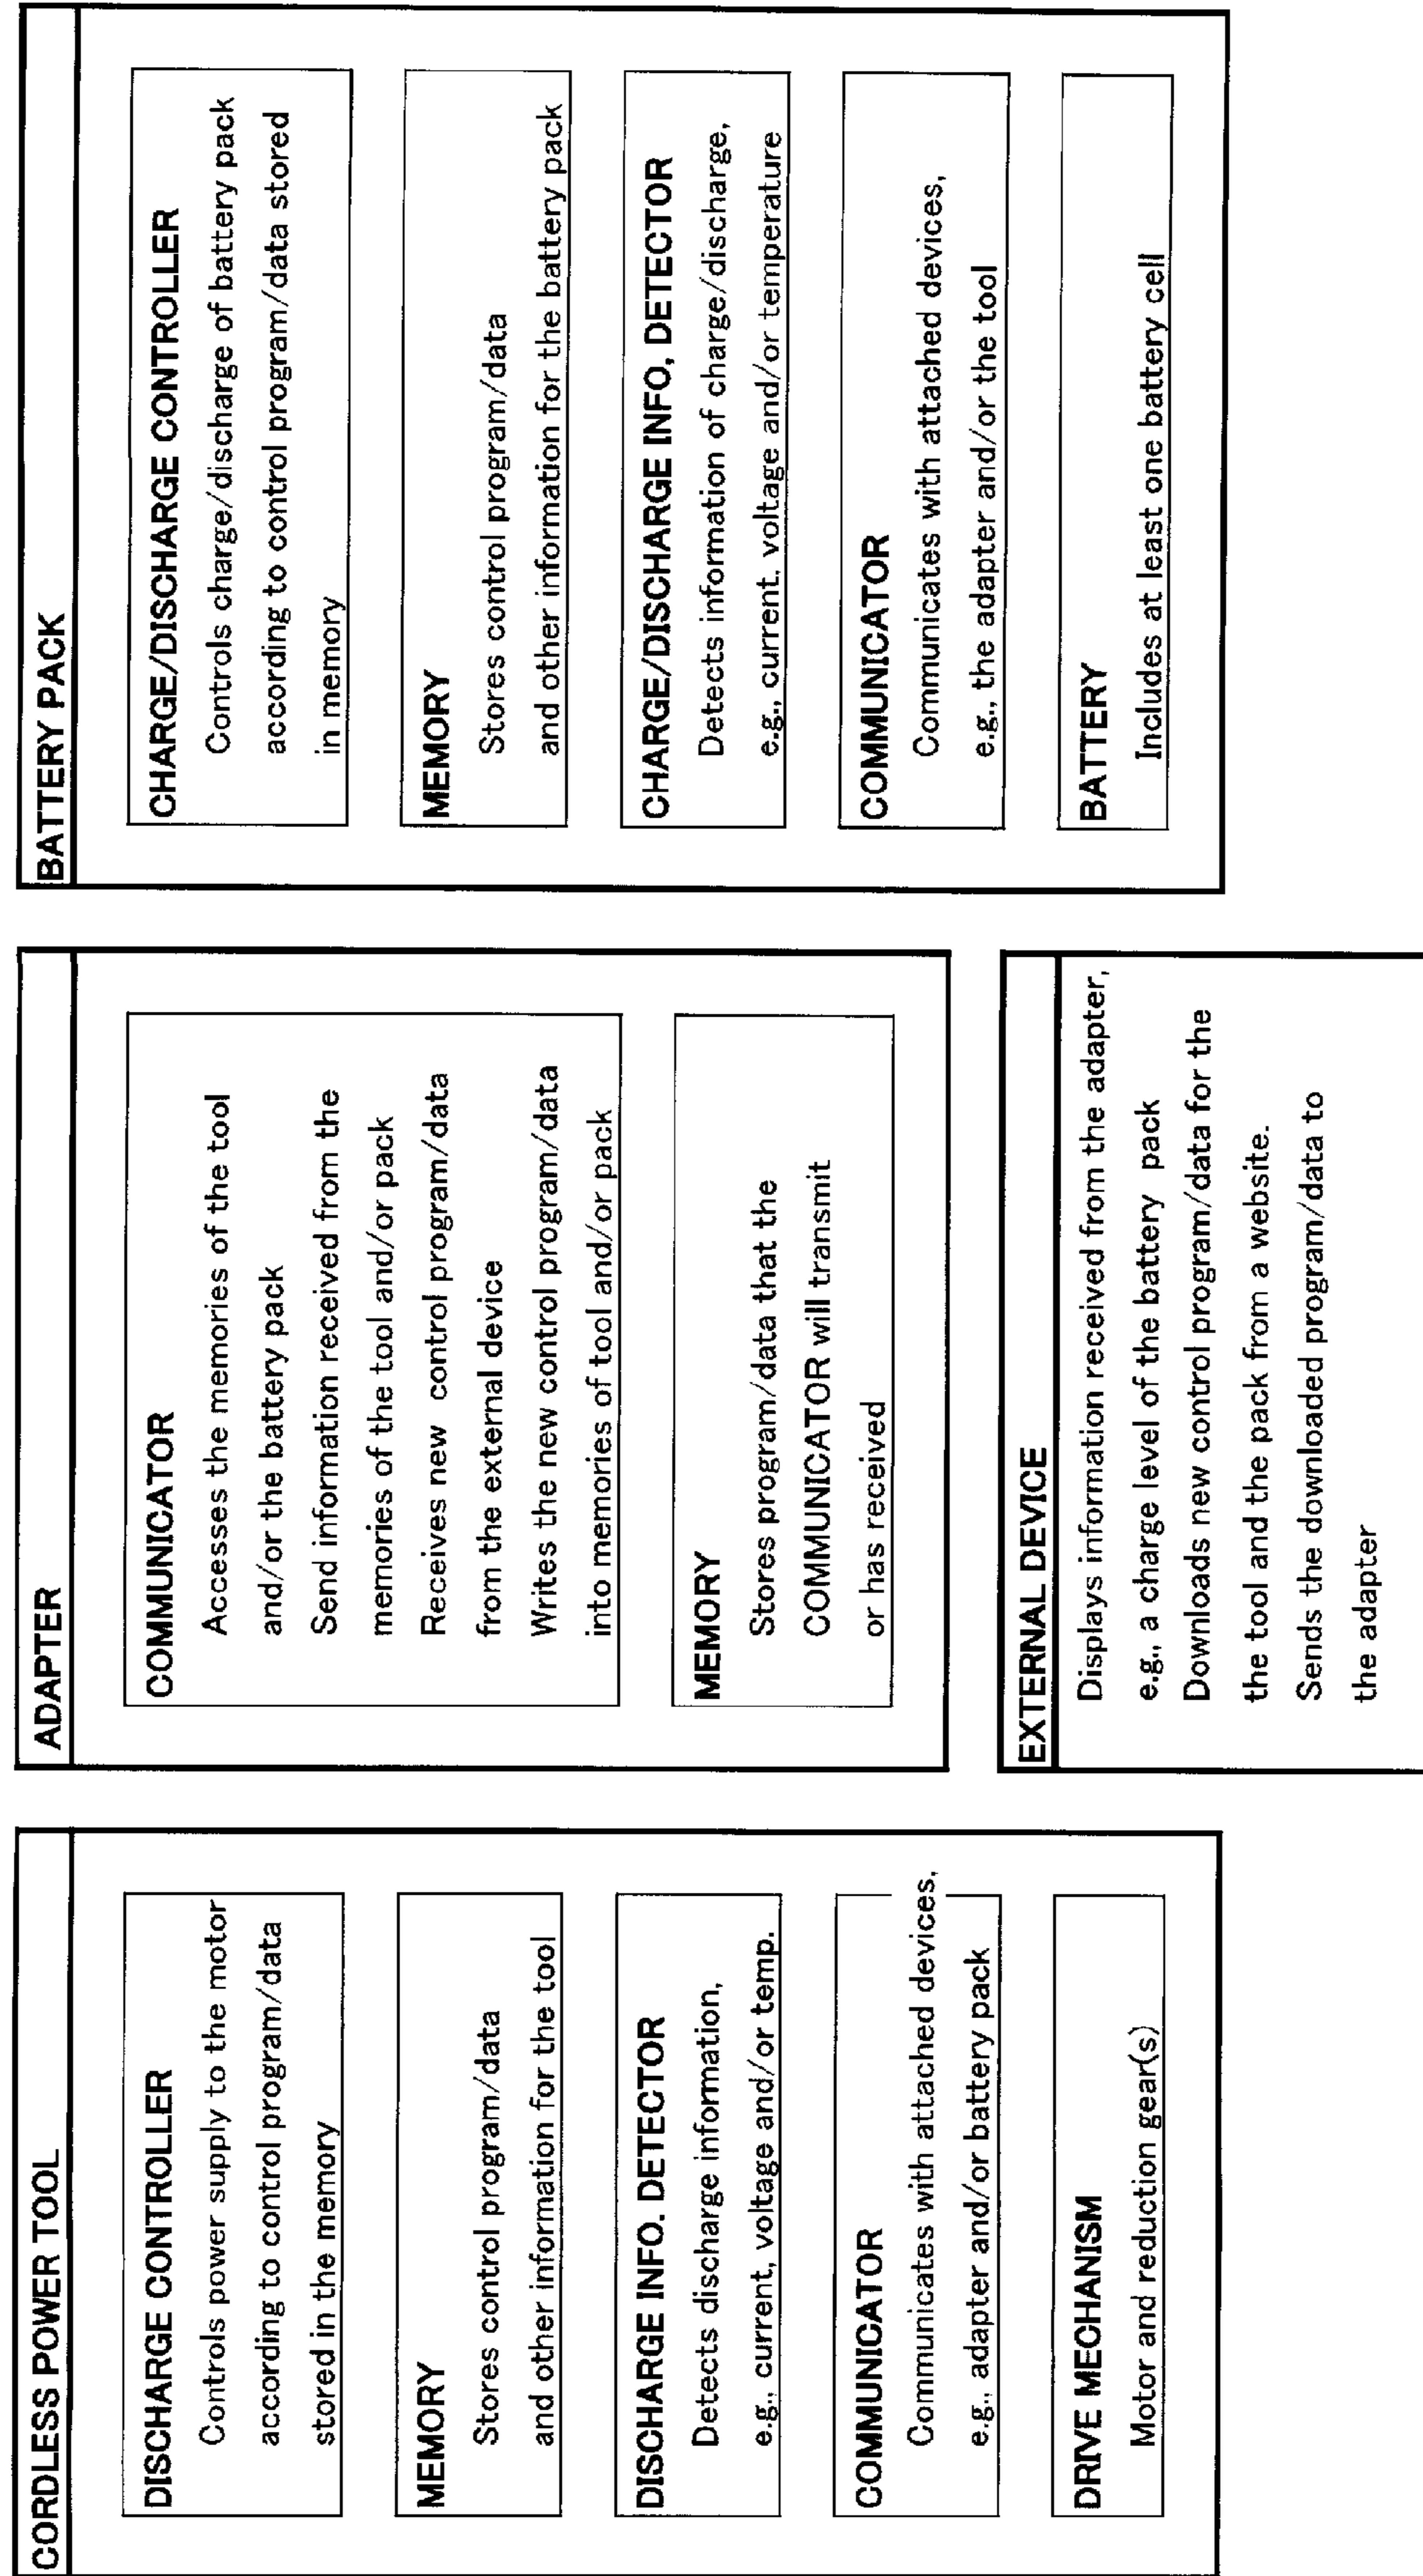 CORDLESS POWER TOOL
DISCHARGE CONTROLLER
Controls power supply to the motor
according to control program/data
stored in the memory
MEMORY
Stores control program/data
and other information for the tool
DISCHARGE INFO. DETECTOR
Detects discharge information,
e.g., current, voltage and/or temp.
COMMUNICATOR
Communicates with attached devices,
e.g., adapter and/or battery pack
DRIVE MECHANISM
Motor and reduction gear(s)
ADAPTER
COMMUNICATOR
Accesses the memories of the tool
and/or the battery pack
Send information received from the
memories of the tool and/or pack
Receives new control program/data
from the external device
Writes the new control program/data
into memories of tool and/or pack
MEMORY
Stores program/data that the
COMMUNICATOR will transmit
or has received
EXTERNAL DEVICE
Displays information received from the adapter,
e.g., a charge level of the battery pack
Downloads new control program/data for the
the tool and the pack from a website.
Sends the downloaded program/data to
the adapter
BATTERY PACK
CHARGE/DISCHARGE CONTROLLER
Controls charge/discharge of battery pack
according to control program/data stored
in memory
MEMORY
Stores control program/data
and other information for the battery pack
CHARGE/DISCHARGE INFO, DETECTOR
Detects information of charge/discharge,
e.g., current, voltage and/or temperature
COMMUNICATOR
Communicates with attached devices,
e.g., the adapter and/or the tool
BATTERY
Includes at least one battery cell